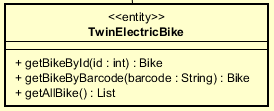 <<entity>>
TwinElectricBike
+ getBikeById(id : int) : Bike
+ getBikeByBarcode(barcode : String) : Bike
+ getAllBike() : List